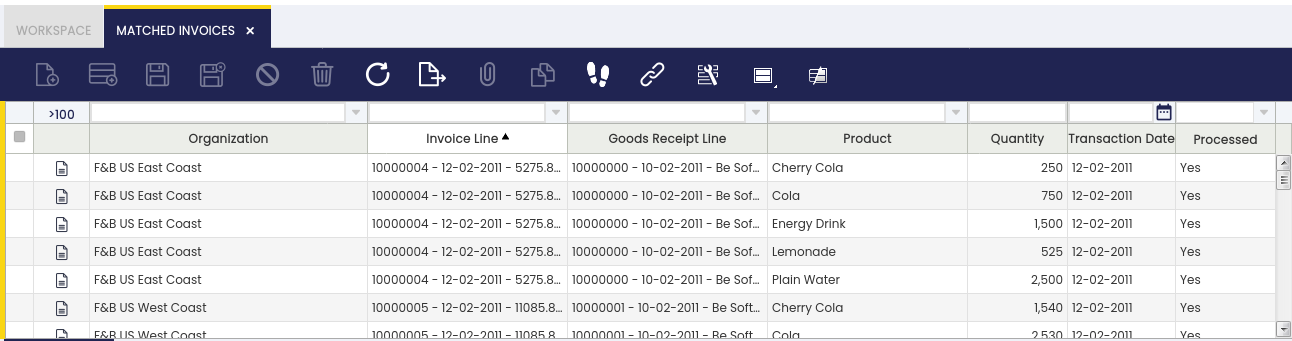 WORKSPACE MATCHED INVOICES ×
>100
Organization Invoice Line Goods Receipt Line Product Quantity Transaction Date Processed
F&B US East Coast 10000004 - 12-02-2011 - 5275.8... 10000000 - 10-02-2011 - Be Sof... Cherry Cola 250 12-02-2011 Yes
F&B US East Coast 10000004 - 12-02-2011 - 5275.8... 10000000 - 10-02-2011 - Be Sof... Cola 750 12-02-2011 Yes
F&B US East Coast 10000004 - 12-02-2011 - 5275.8... 10000000 - 10-02-2011 - Be Sof... Energy Drink 1,500 12-02-2011 Yes
F&B US East Coast 10000004 - 12-02-2011 - 5275.8... 10000000 - 10-02-2011 - Be Sof... Lemonade 525 12-02-2011 Yes
F&B US East Coast 10000004 - 12-02-2011 - 5275.8... 10000000 - 10-02-2011 - Be Sof... Plain Water 2,500 12-02-2011 Yes
F&B US West Coast 10000005 - 12-02-2011 - 11085.8... 10000001 - 10-02-2011 - Be Soft... Cherry Cola 1,540 12-02-2011 Yes
F&B US West Coast 10000005 - 12-02-2011 - 11085.8... 10000001 - 10-02-2011 - Be Soft... Cola 2,530 12-02-2011 Yes